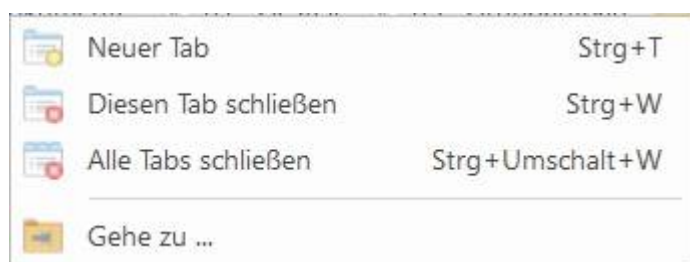 Neuer Tab Strg+T
Diesen Tab schließen Strg+W
Alle Tabs schließen Strg+Umschalt+W
Gehe zu ...